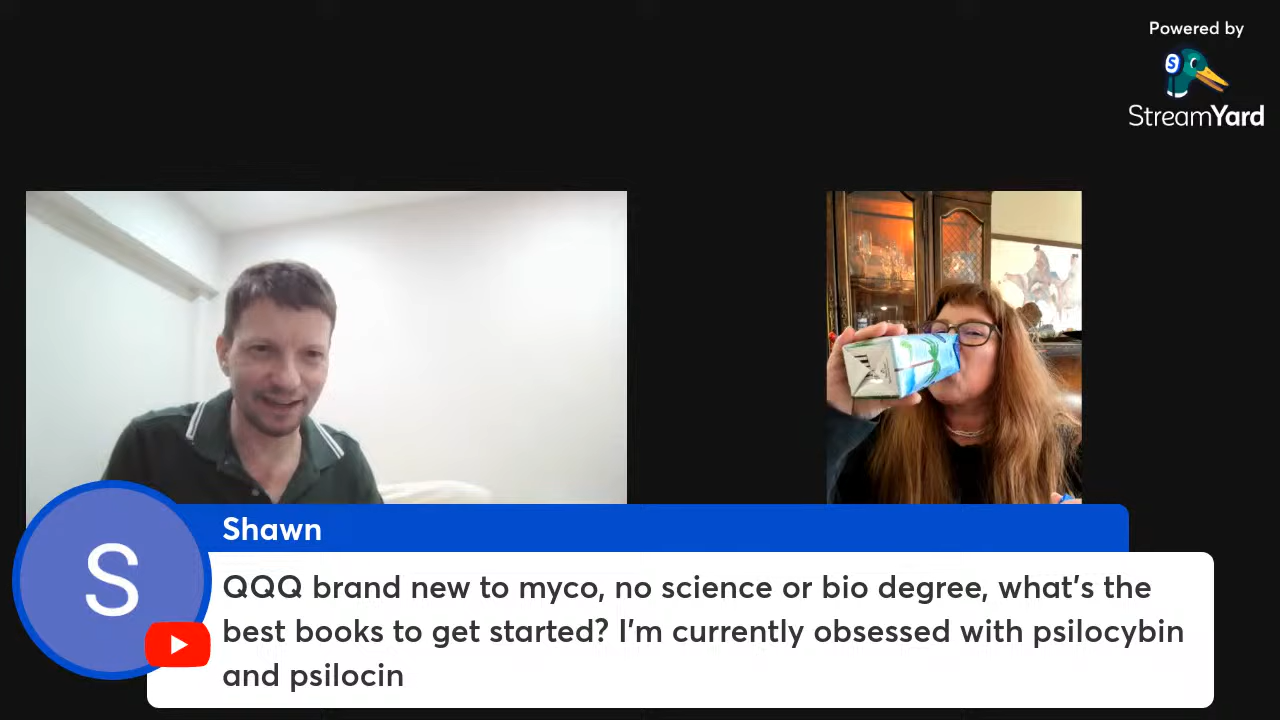 Powered by
S
StreamYard
S
Shawn
QQQ brand new to myco, no science or bio degree, what's the
best books to get started? I'm currently obsessed with psilocybin
and psilocin